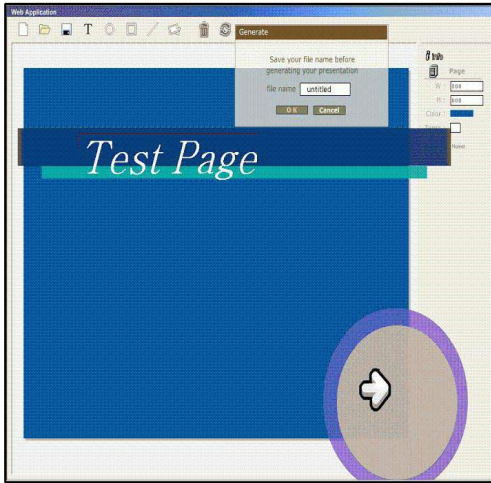 Web Application
T
Generate
Save your file name before
generating your presentation
file name untitled
OK Cancel
Info
Page
W :
H :
Color :
Test Page